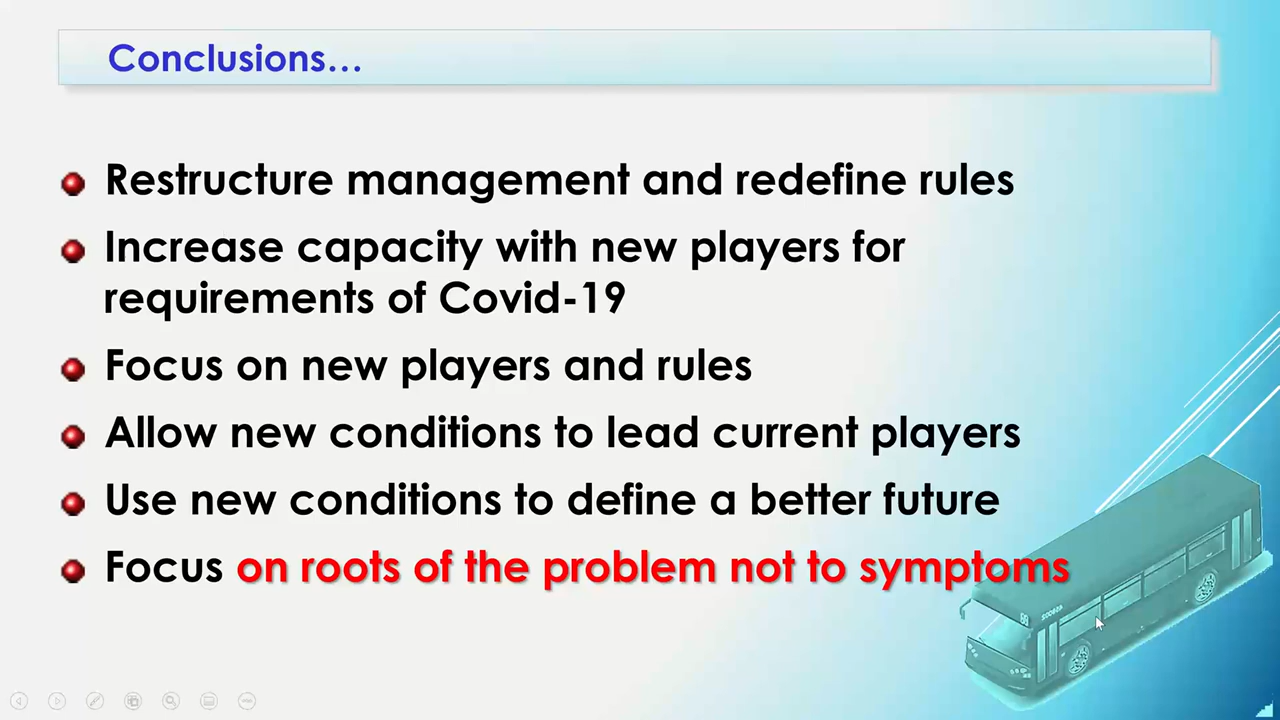 Conclusions...
Restructure management and redefine rules
Increase capacity with new players for
requirements of Covid-19
Focus on new players and rules
Allow new conditions to lead current players
Use new conditions to define a better future
Focus on roots of the problem not to symptoms